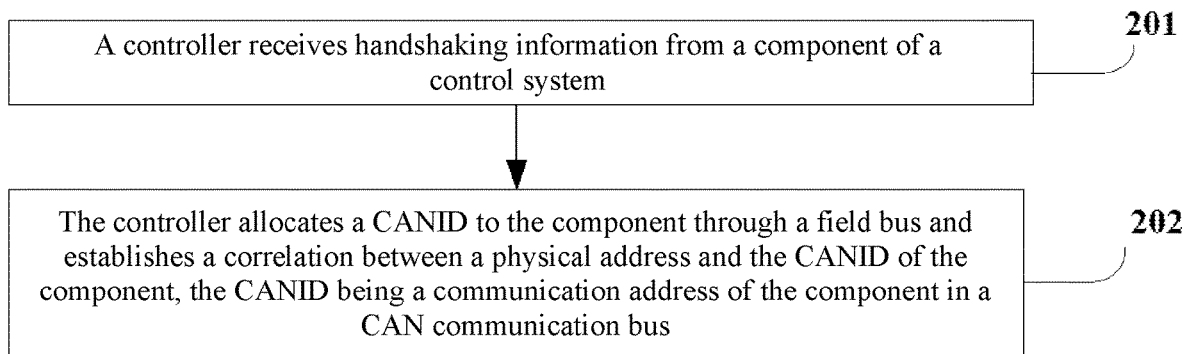 A controller receives handshaking information from a component of a
control system
201
The controller allocates a CANID to the component through a field bus and
establishes a correlation between a physical address and the CANID of the
component, the CANID being a communication address of the component in a
CAN communication bus
202